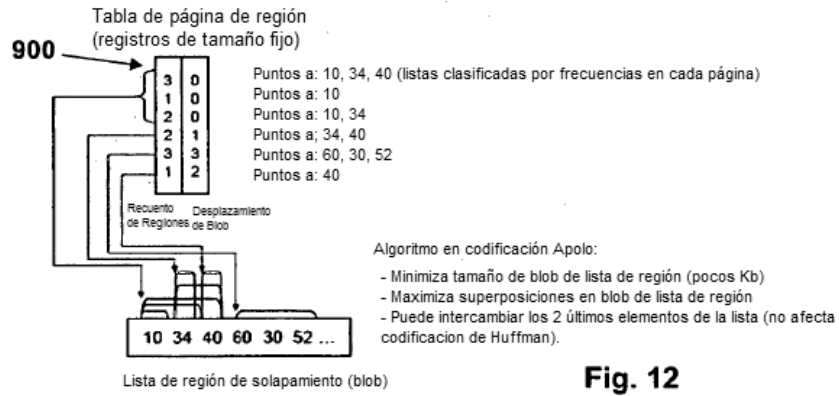 Tabla de página de región
(registros de tamaño fijo)
900
3 0 Puntos a: 10, 34, 40 (listas clasificadas por frecuencias en cada página)
1 0 Puntos a: 10
2 0 Puntos a: 10, 34
2 1 Puntos a; 34, 40
3 3 Puntos a: 60, 30, 52
1 2 Puntos a: 40
Recuento de Regiones
Desplazamiento de Blob
Algoritmo en codificación Apolo:
- Minimiza tamaño de blob de lista de región (pocos Kb)
- Maximiza superposiciones en blob de lista de región
- Puede intercambiar los 2 últimos elementos de la lista (no afecta
codificacion de Huffman).
10 34 40 60 30 52 ...
Lista de región de solapamiento (blob)
Fig. 12